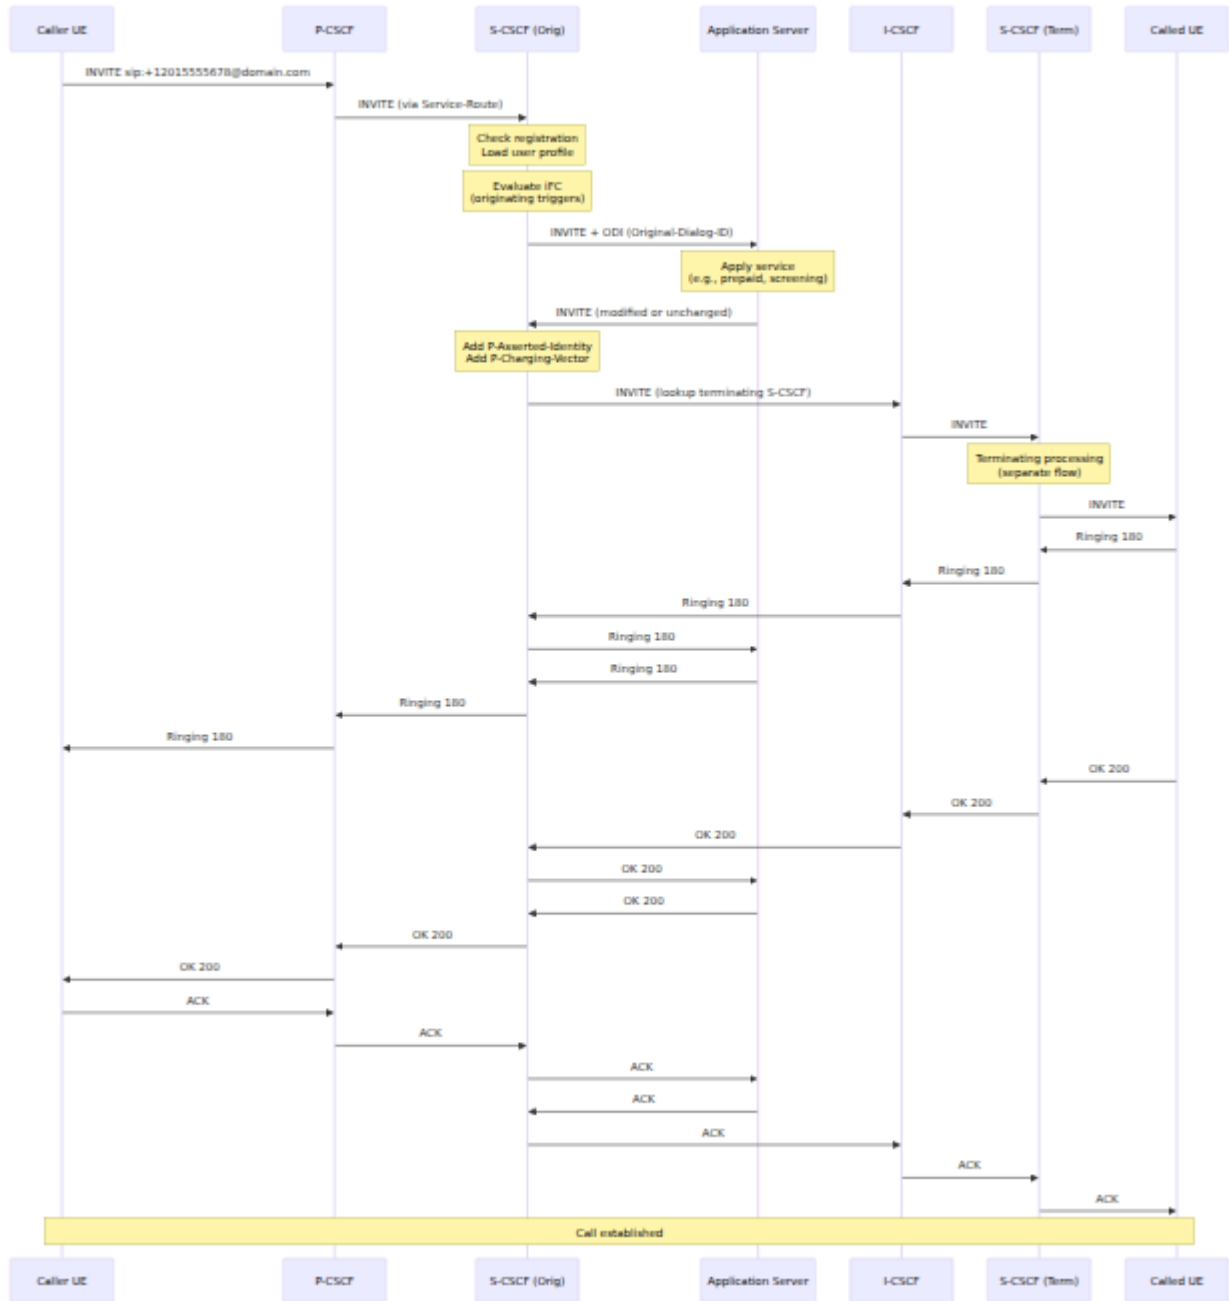 Caller UE
P-CSCF
S-CSCF (Orig)
Application Server
I-CSCF
S-CSCF (Term)
Called UE
INVITE sip:+12015555678@domain.com
INVITE (via Service-Route)
Check registration
Load user profile
Evaluate iFC
(originating triggers)
INVITE + ODI (Original-Dialog-ID)
Apply service
(e.g., prepaid, screening)
INVITE (modified or unchanged)
Add P-Asserted-Identity
Add P-Charging-Vector
INVITE (lookup terminating S-CSCF)
INVITE
Terminating processing
(separate flow)
INVITE
Ringing 180
Ringing 180
Ringing 180
Ringing 180
Ringing 180
Ringing 180
Ringing 180
OK 200
OK 200
OK 200
OK 200
OK 200
OK 200
OK 200
ACK
ACK
ACK
ACK
ACK
ACK
ACK
Call established
Caller UE
P-CSCF
S-CSCF (Orig)
Application Server
I-CSCF
S-CSCF (Term)
Called UE